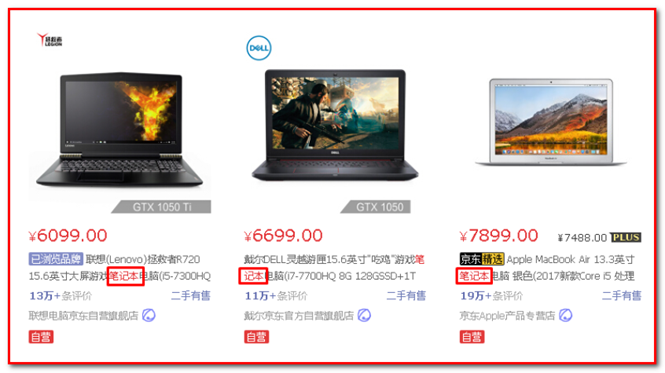 拯救者
LEGION
GTX 1050 Ti
¥6099.00
已浏览品牌 联想(Lenovo)拯救者R720
15.6英寸大屏游戏笔记本电脑(i5-7300HQ
13万+条评价 二手有售
联想电脑京东自营旗舰店
自营
DELL
GTX 1050
¥6699.00
戴尔DELL灵越游匣15.6英寸"吃鸡"游戏笔
记本电脑(i7-7700HQ 8G 128GSSD+1T
11万+条评价 二手有售
戴尔京东官方自营旗舰店
自营
¥7899.00 ¥7488.00 PLUS
京东精选 Apple MacBook Air 13.3英寸
笔记本电脑 银色(2017新款Core i5 处理
19万+条评价 二手有售
京东Apple产品专营店
自营